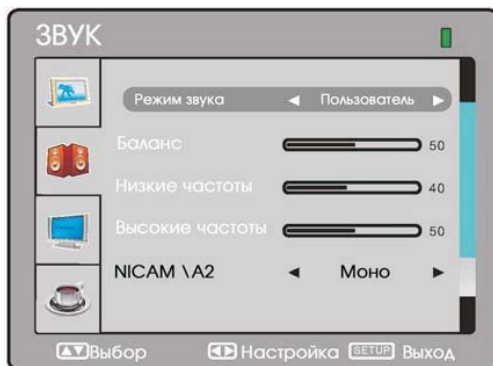 ЗВУК
Режим звука ◀ Пользователь ▶
Баланс 50
Низкие частоты 40
Высокие частоты 50
NICAM \A2 ◀ Моно ▶
▲▼ Выбор ◀▶ Настройка SETUP Выход